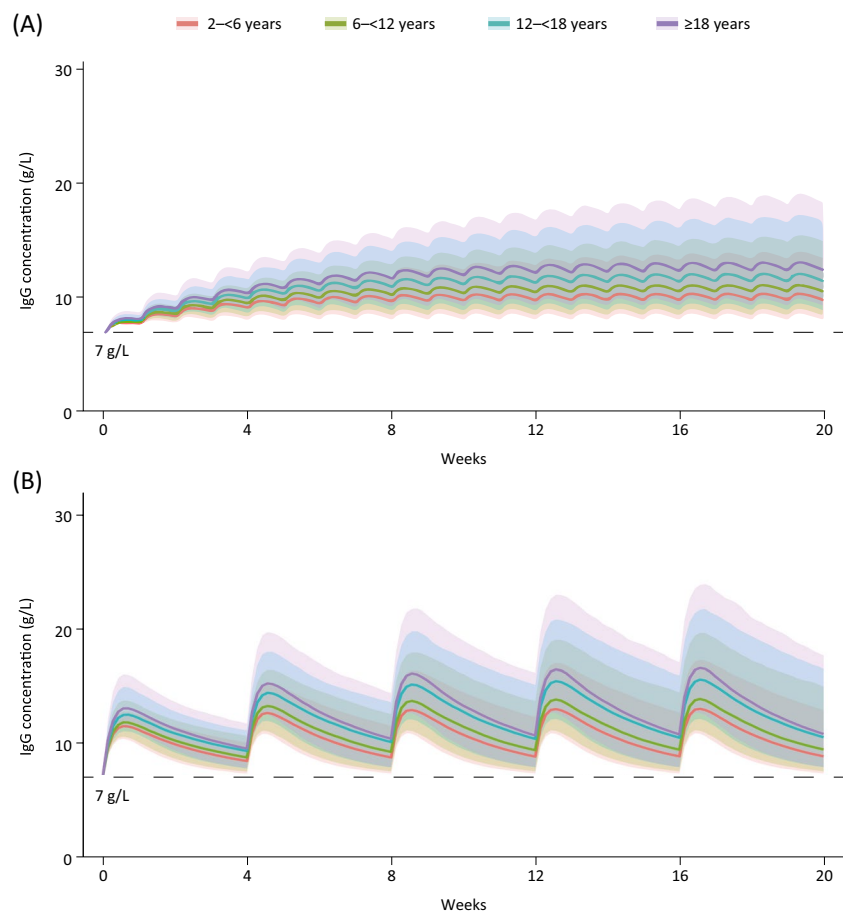 (A)
2–<6 years 6–<12 years 12–<18 years ≥18 years
30
20
10
0
IgG concentration (g/L)
7 g/L
0 4 8 12 16 20
Weeks
(B)
30
20
10
0
IgG concentration (g/L)
7 g/L
0 4 8 12 16 20
Weeks